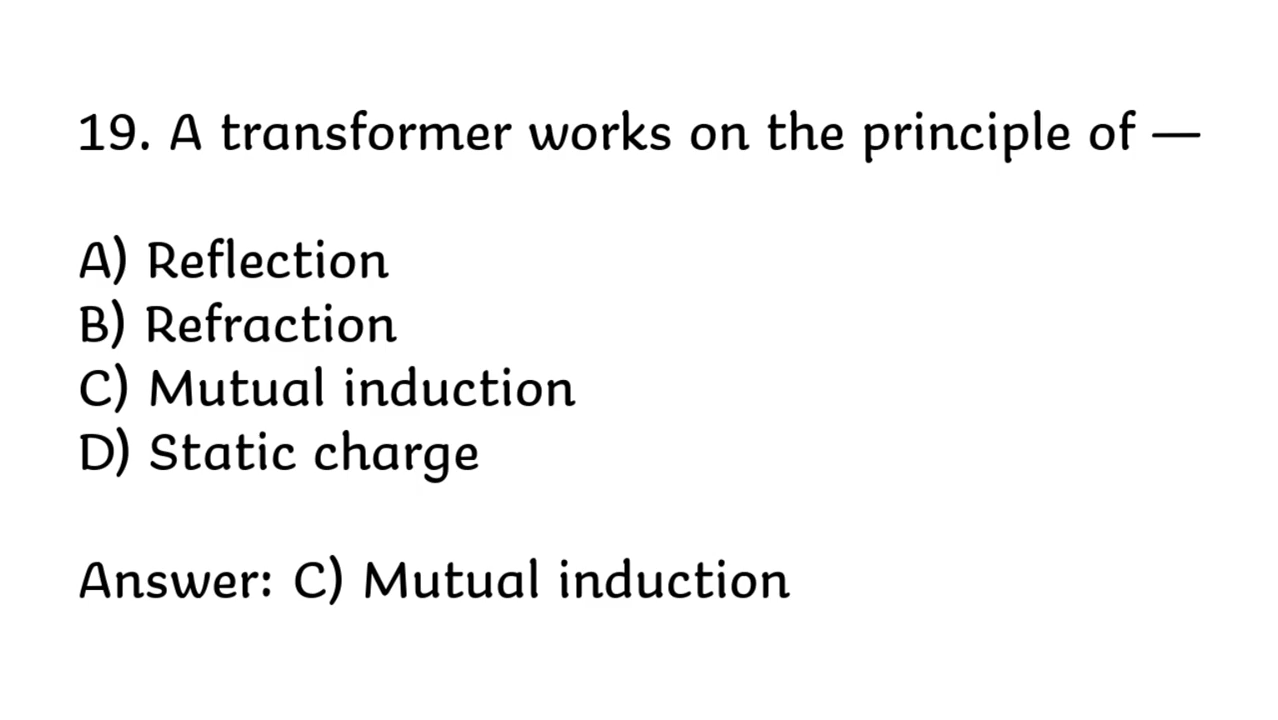 19. A transformer works on the principle of —
A) Reflection
B) Refraction
C) Mutual induction
D) Static charge
Answer: C) Mutual induction